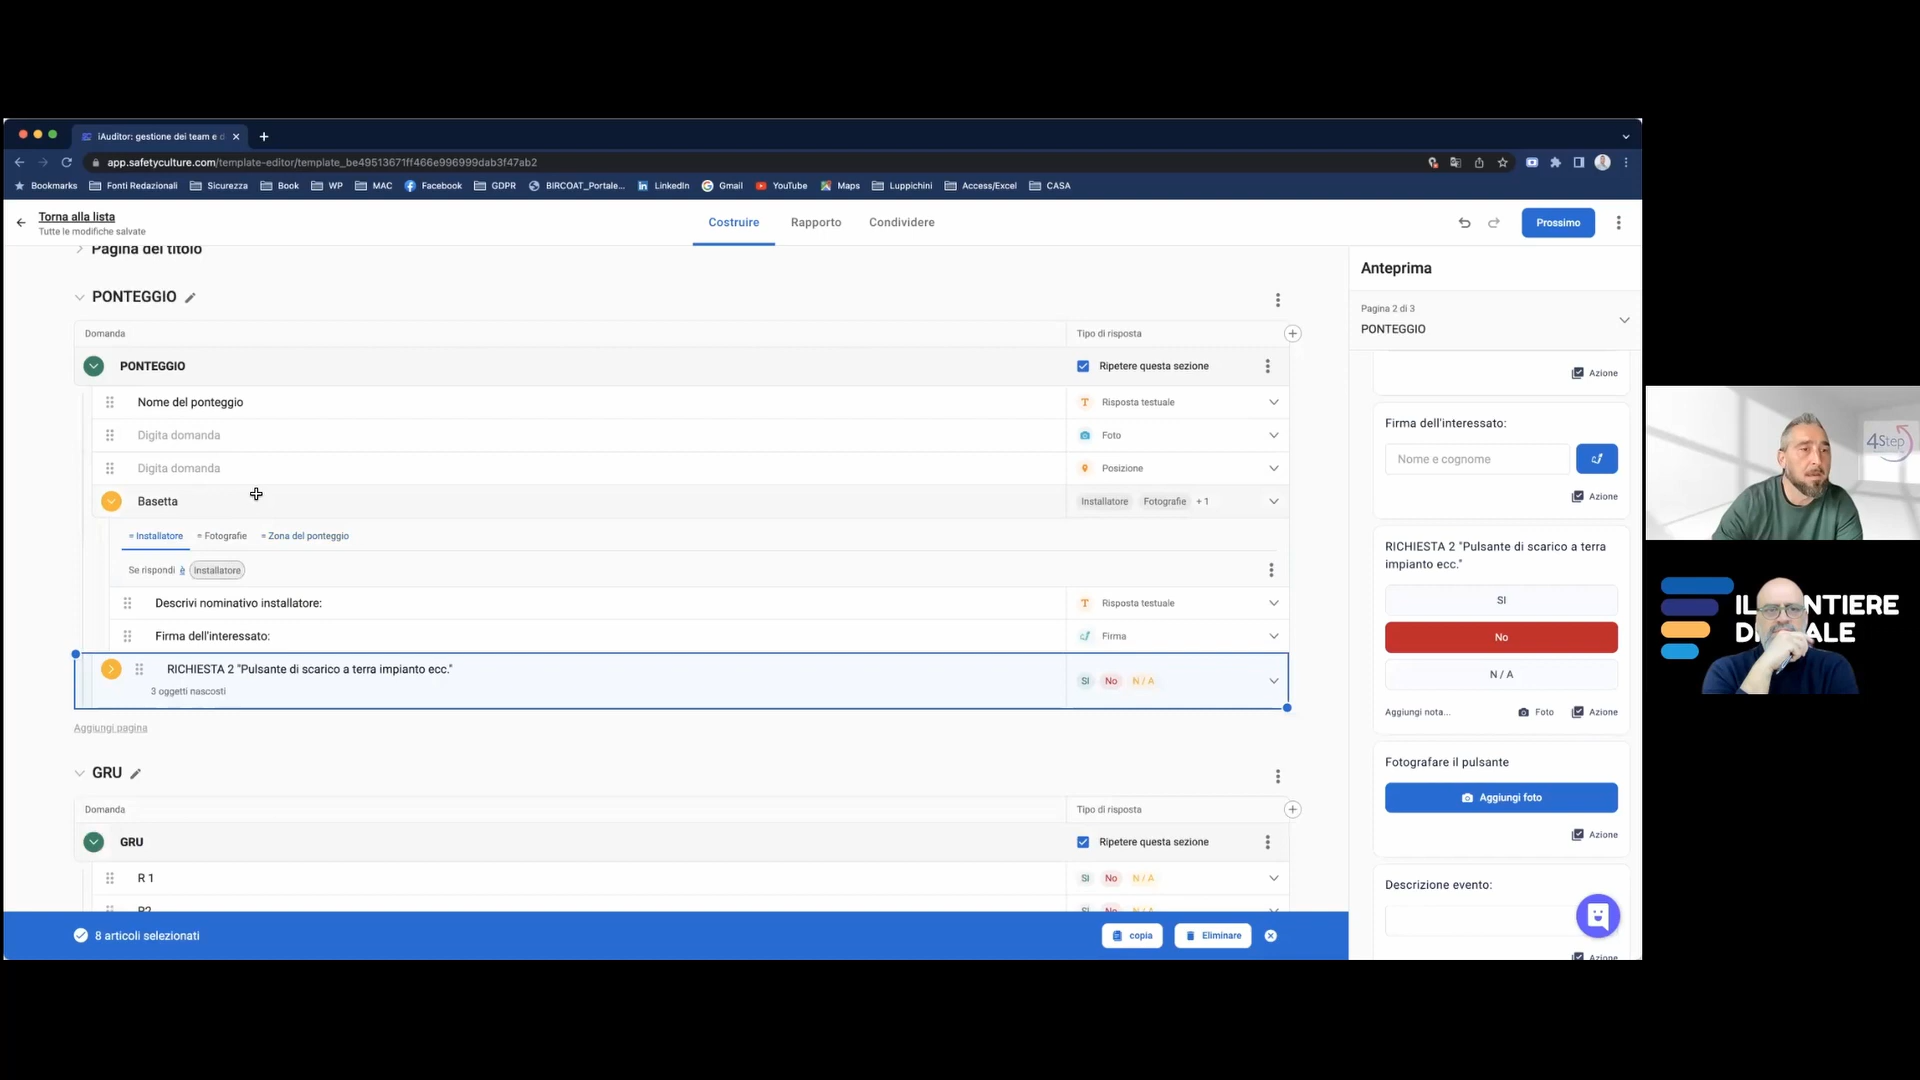 iAuditor: gestione dei team e d
app.safetyculture.com/template-editor/template_be49513671ff466e996999dab3f47ab2
Bookmarks Fonti Redazionali Sicurezza Book WP MAC Facebook GDPR BIRCOAT_Portale... LinkedIn Gmail YouTube Maps Luppichini Access/Excel CASA
Torna alla lista
Tutte le modifiche salvate
Costruire Rapporto Condividere
Prossimo
Pagina del titolo
PONTEGGIO
Domanda Tipo di risposta
PONTEGGIO Ripetere questa sezione
Nome del ponteggio Risposta testuale
Digita domanda Foto
Digita domanda Posizione
Basetta Installatore Fotografie + 1
= Installatore = Fotografie = Zona del ponteggio
Se rispondi è Installatore
Descrivi nominativo installatore: Risposta testuale
Firma dell'interessato: Firma
RICHIESTA 2 "Pulsante di scarico a terra impianto ecc."
3 oggetti nascosti
SI No N / A
Aggiungi pagina
GRU
Domanda Tipo di risposta
GRU Ripetere questa sezione
R 1 SI No N / A
R2 SI No N / A
8 articoli selezionati copia Eliminare
Anteprima
Pagina 2 di 3
PONTEGGIO
Azione
Firma dell'interessato:
Nome e cognome
Azione
RICHIESTA 2 "Pulsante di scarico a terra
impianto ecc."
SI
No
N / A
Aggiungi nota... Foto Azione
Fotografare il pulsante
Aggiungi foto
Azione
Descrizione evento:
Azione
4Step